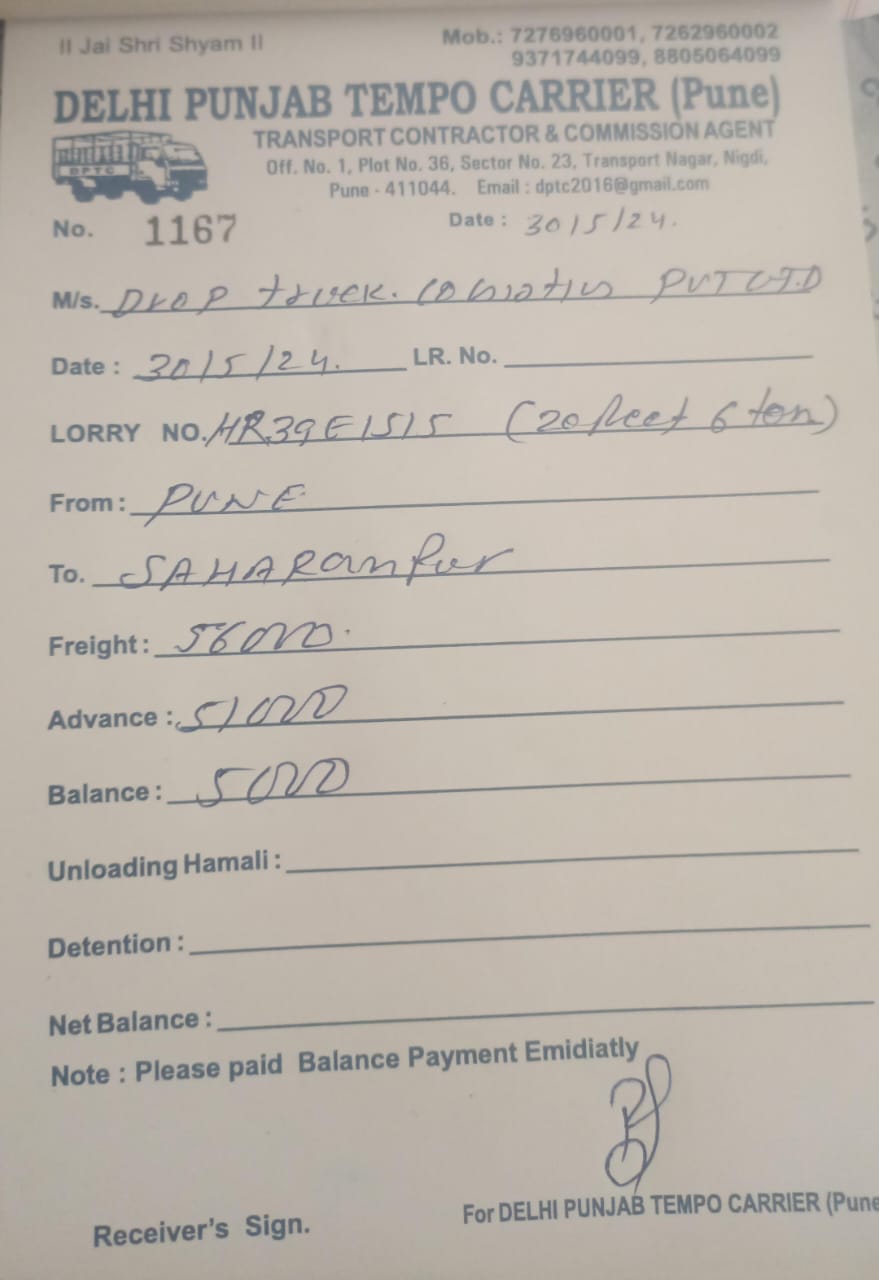 II Jai Shri Shyam II
Mob.: 7276960001, 7262960002
9371744099, 8805064099
DELHI PUNJAB TEMPO CARRIER (Pune)
DPTC
TRANSPORT CONTRACTOR & COMMISSION AGENT
Off. No. 1, Plot No. 36, Sector No. 23, Transport Nagar, Nigdi,
Pune - 411044. Email : dptc2016@gmail.com
No. 1167 Date : 30/5/24.
M/s. Drop truck. Logistics PVT LTD
Date : 30/5/24. LR. No.
LORRY NO. HR39E1515 (20 feet 6 ton)
From : PUNE
To. SAHARanpur
Freight : 56000.
Advance : 51000
Balance : 5000
Unloading Hamali :
Detention :
Net Balance :
Note : Please paid Balance Payment Emidiatly
Receiver's Sign.
For DELHI PUNJAB TEMPO CARRIER (Pune